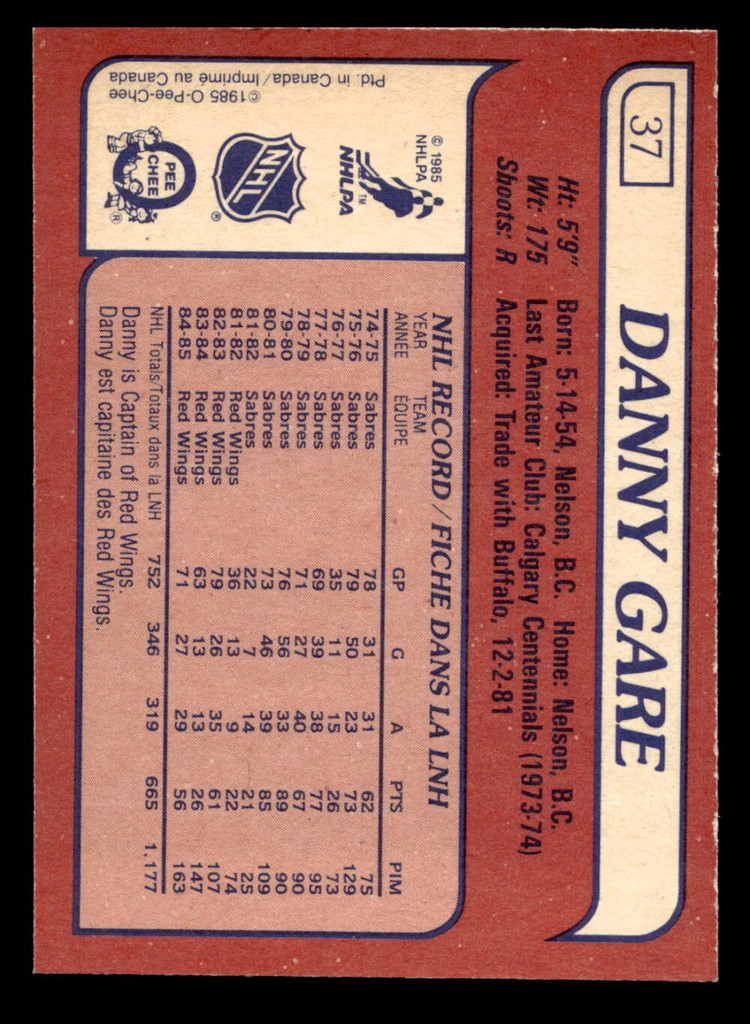 37
DANNY GARE
Ht: 5'9" Born: 5-14-54, Nelson, B.C. Home: Nelson, B.C.
Wt: 175 Last Amateur Club: Calgary Centennials (1973-74)
Shoots: R Acquired: Trade with Buffalo, 12-2-81
© 1985
NHLPA
NHLPA
TM
NHL
®
O
PEE
CHEE
®
©1985 O-Pee-Chee
Ptd. in Canada/Imprimé au Canada
NHL RECORD/FICHE DANS LA LNH
YEAR TEAM GP G A PTS PIM
ANNÉE ÉQUIPE
74-75 Sabres 78 31 31 62 75
75-76 Sabres 79 50 23 73 129
76-77 Sabres 35 11 15 26 73
77-78 Sabres 69 39 38 77 95
78-79 Sabres 71 27 40 67 90
79-80 Sabres 76 56 33 89 90
80-81 Sabres 73 46 39 85 109
81-82 Sabres 22 7 14 21 25
81-82 Red Wings 36 13 9 22 74
82-83 Red Wings 79 26 35 61 107
83-84 Red Wings 63 13 13 26 147
84-85 Red Wings 71 27 29 56 163
NHL Totals/Totaux dans la LNH 752 346 319 665 1.177
Danny is Captain of Red Wings.
Danny est capitaine des Red Wings.